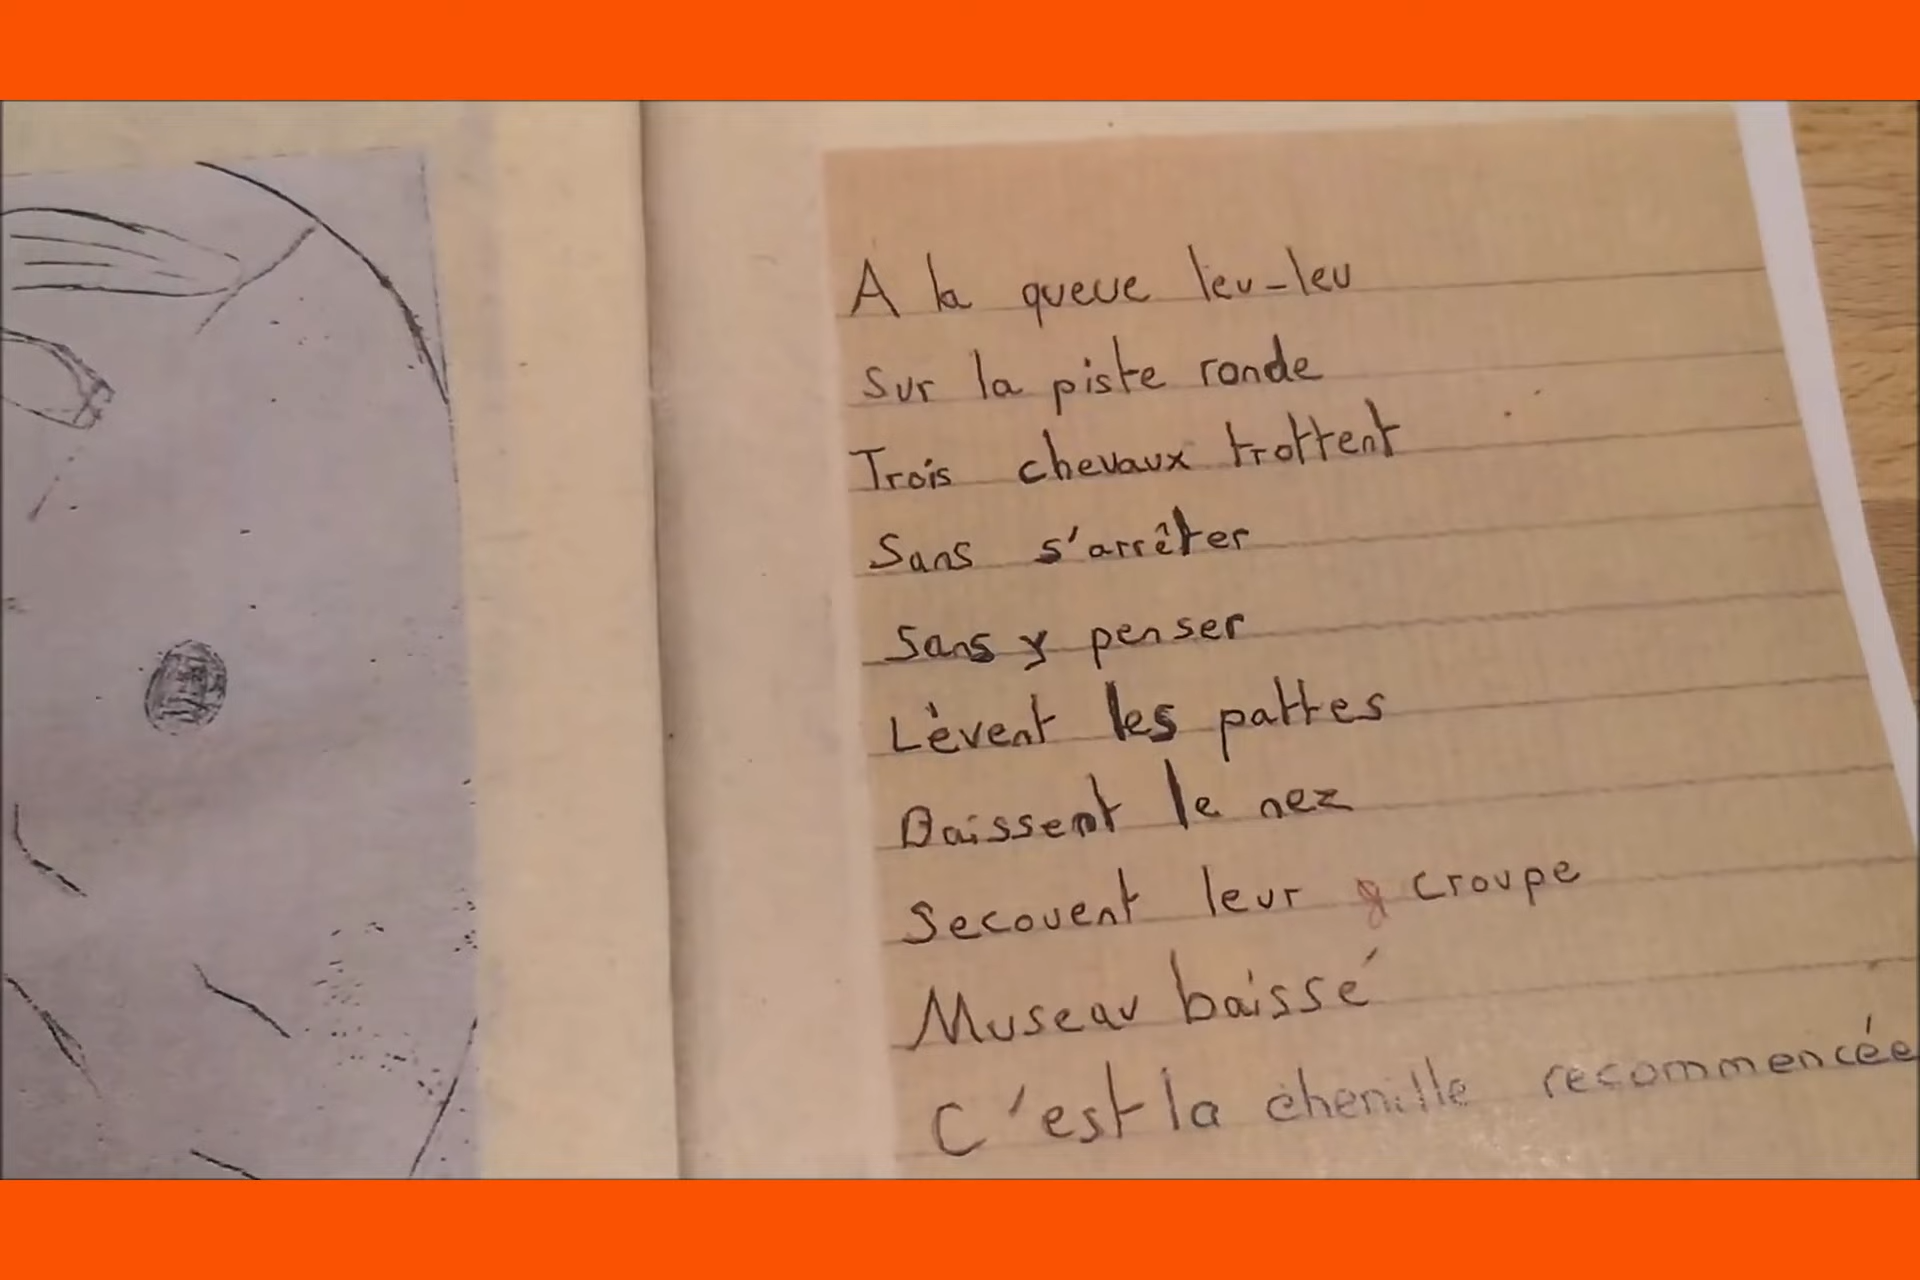 A la queue leu-leu
Sur la piste ronde
Trois chevaux trottent
Sans s'arrêter
Sans y penser
Lèvent les pattes
Baissent le nez
Secouent leur croupe
Museau baissé
C'est la chenille recommencée